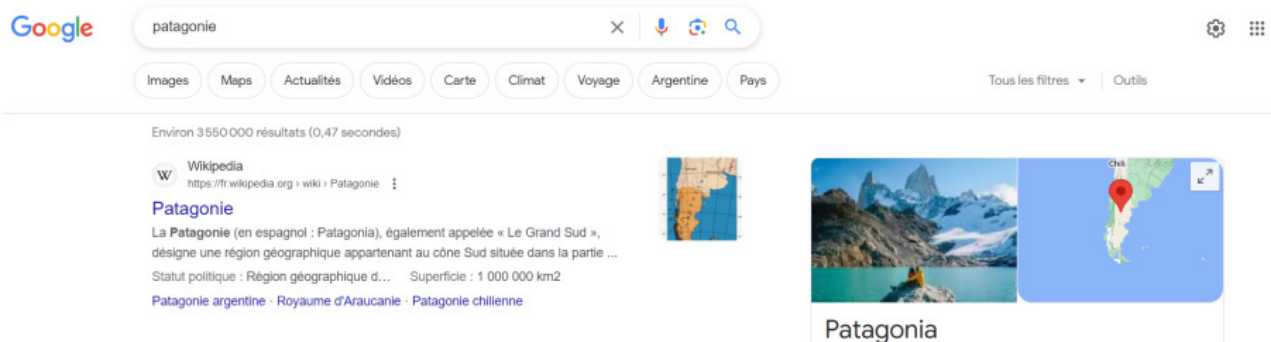 Google
patagonie
Images
Maps
Actualités
Vidéos
Carte
Climat
Voyage
Argentine
Pays
Tous les filtres
Outils
Environ 3 550 000 résultats (0,47 secondes)
W
Wikipedia
https://fr.wikipedia.org › wiki › Patagonie
Patagonie
La Patagonie (en espagnol : Patagonia), également appelée « Le Grand Sud »,
désigne une région géographique appartenant au cône Sud située dans la partie ...
Statut politique : Région géographique d... Superficie : 1 000 000 km2
Patagonie argentine · Royaume d'Araucanie · Patagonie chilienne
Chili
Patagonia